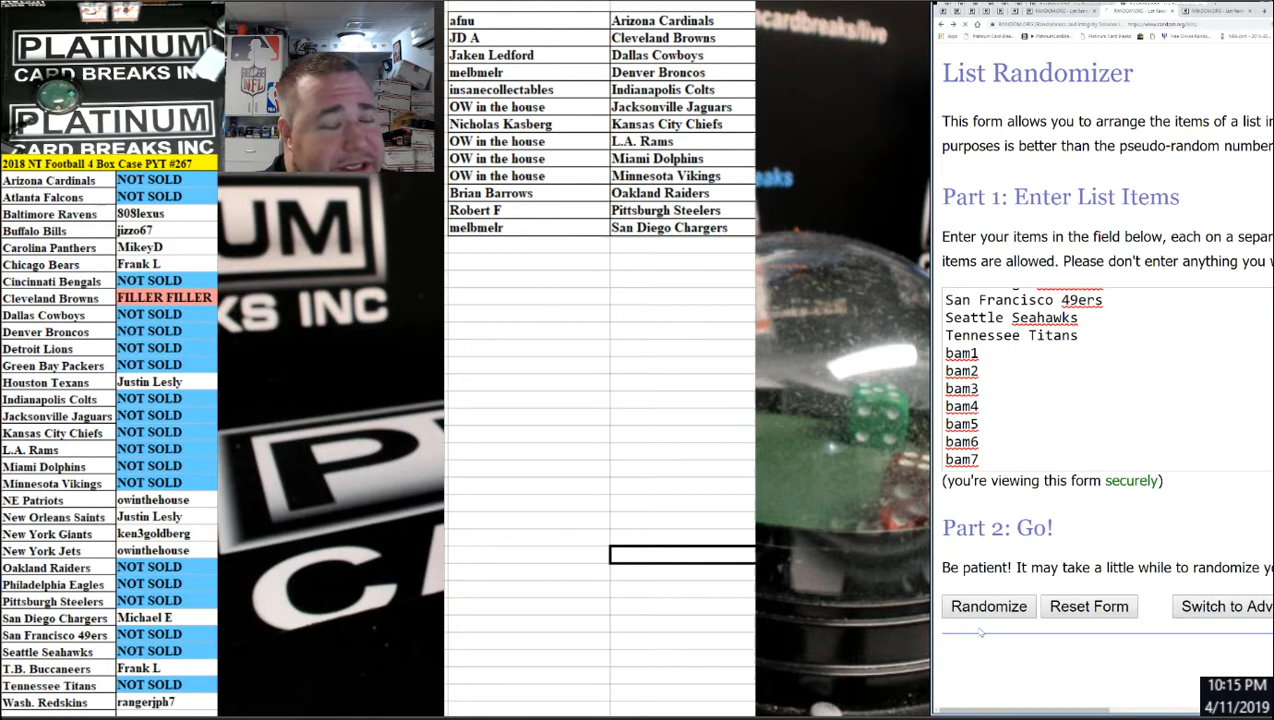 PLATINUM
CARD BREAKS INC
PLATINUM
CARD BREAKS INC
2018 NT Football 4 Box Case PYT #267
Arizona Cardinals NOT SOLD
Atlanta Falcons NOT SOLD
Baltimore Ravens 808lexus
Buffalo Bills jizzo67
Carolina Panthers MikeyD
Chicago Bears Frank L
Cincinnati Bengals NOT SOLD
Cleveland Browns FILLER FILLER
Dallas Cowboys NOT SOLD
Denver Broncos NOT SOLD
Detroit Lions NOT SOLD
Green Bay Packers NOT SOLD
Houston Texans Justin Lesly
Indianapolis Colts NOT SOLD
Jacksonville Jaguars NOT SOLD
Kansas City Chiefs NOT SOLD
L.A. Rams NOT SOLD
Miami Dolphins NOT SOLD
Minnesota Vikings NOT SOLD
NE Patriots owinthehouse
New Orleans Saints Justin Lesly
New York Giants ken3goldberg
New York Jets owinthehouse
Oakland Raiders NOT SOLD
Philadelphia Eagles NOT SOLD
Pittsburgh Steelers NOT SOLD
San Diego Chargers Michael E
San Francisco 49ers NOT SOLD
Seattle Seahawks NOT SOLD
T.B. Buccaneers Frank L
Tennessee Titans NOT SOLD
Wash. Redskins rangerjph7
NFL
UM
KS INC
C
afnu Arizona Cardinals
JD A Cleveland Browns
Jaken Ledford Dallas Cowboys
melbmelr Denver Broncos
insanecollectables Indianapolis Colts
OW in the house Jacksonville Jaguars
Nicholas Kasberg Kansas City Chiefs
OW in the house L.A. Rams
OW in the house Miami Dolphins
OW in the house Minnesota Vikings
Brian Barrows Oakland Raiders
Robert F Pittsburgh Steelers
melbmelr San Diego Chargers
ncardbreaks/live
eaks
List Randomizer
This form allows you to arrange the items of a list in
purposes is better than the pseudo-random number
Part 1: Enter List Items
Enter your items in the field below, each on a separ
items are allowed. Please don't enter anything you w
San Francisco 49ers
Seattle Seahawks
Tennessee Titans
bam1
bam2
bam3
bam4
bam5
bam6
bam7
(you're viewing this form securely)
Part 2: Go!
Be patient! It may take a little while to randomize yo
Randomize Reset Form Switch to Adv
10:15 PM
4/11/2019